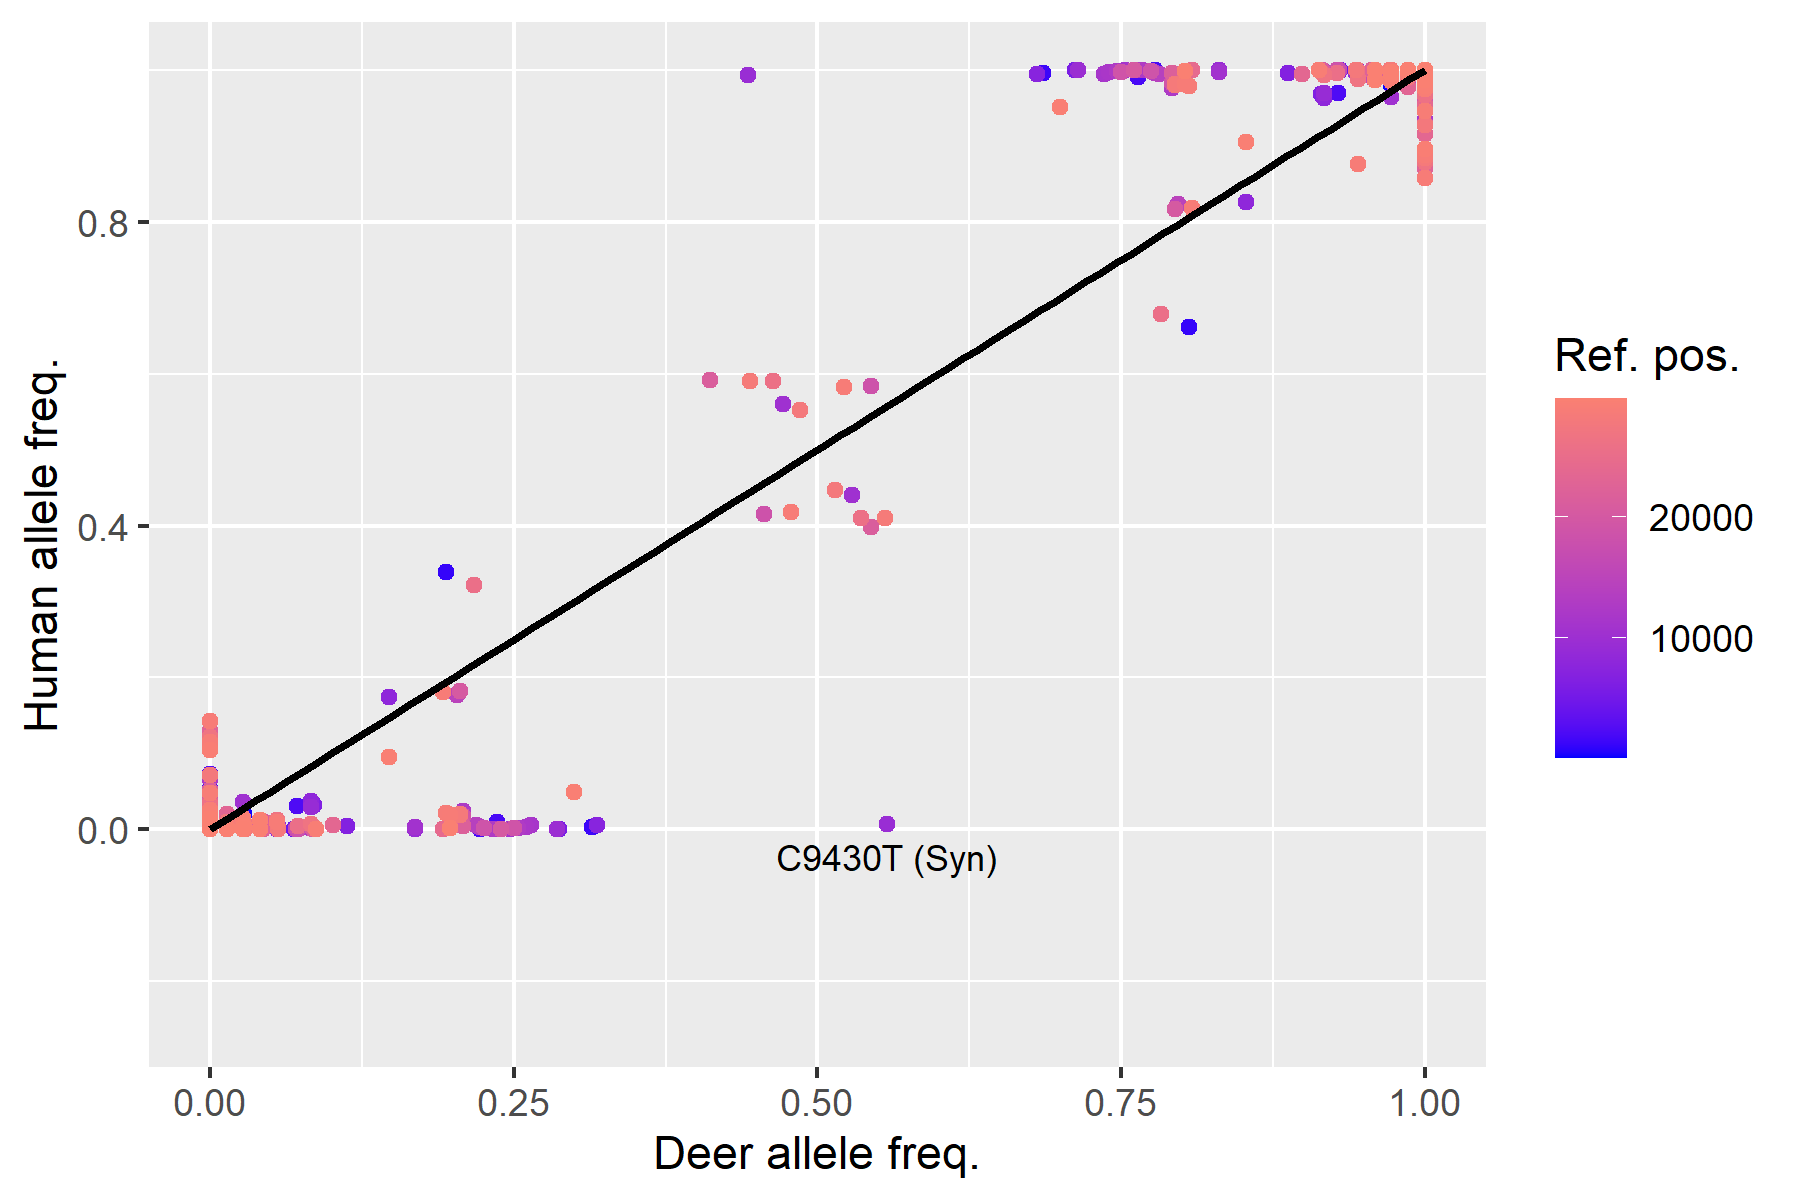 Human allele freq.
0.8
0.4
0.0
C9430T (Syn)
0.00
0.25
0.50
0.75
1.00
Deer allele freq.
Ref. pos.
20000
10000